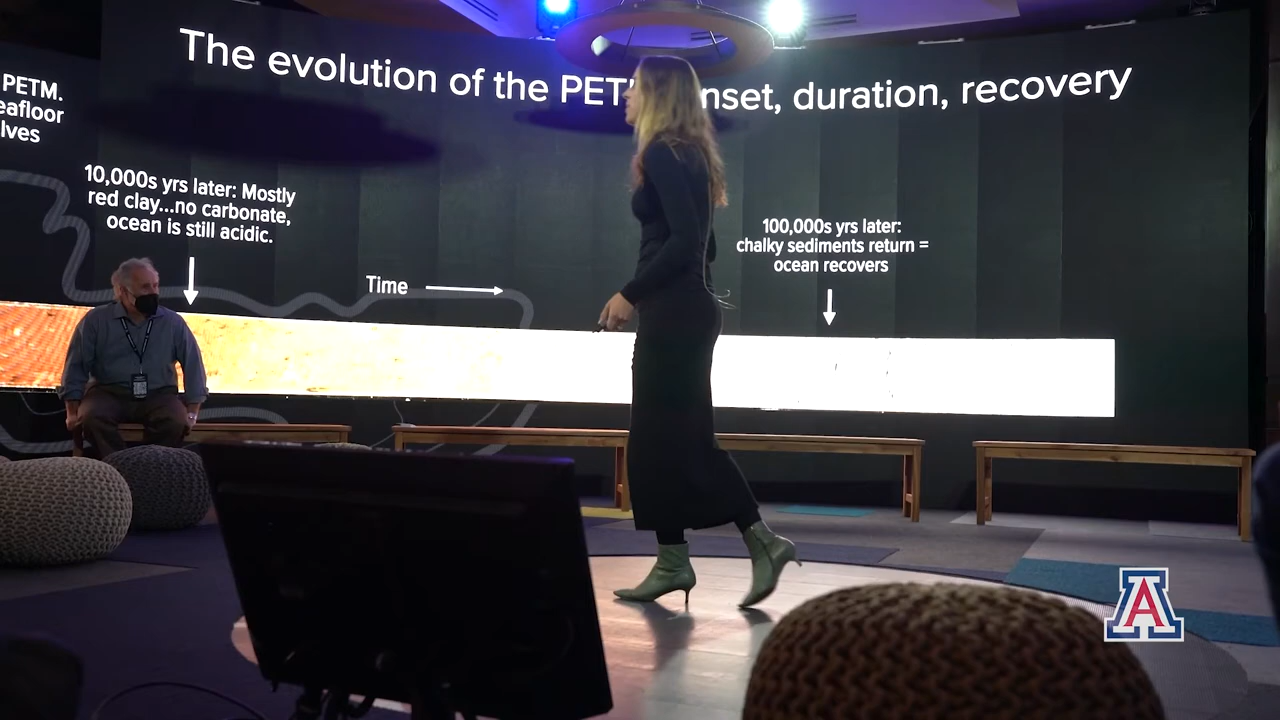 The evolution of the PET nset, duration, recovery
PETM.
eafloor
lves
10,000s yrs later: Mostly
red clay...no carbonate,
ocean is still acidic.
Time
100,000s yrs later:
chalky sediments return =
ocean recovers
A